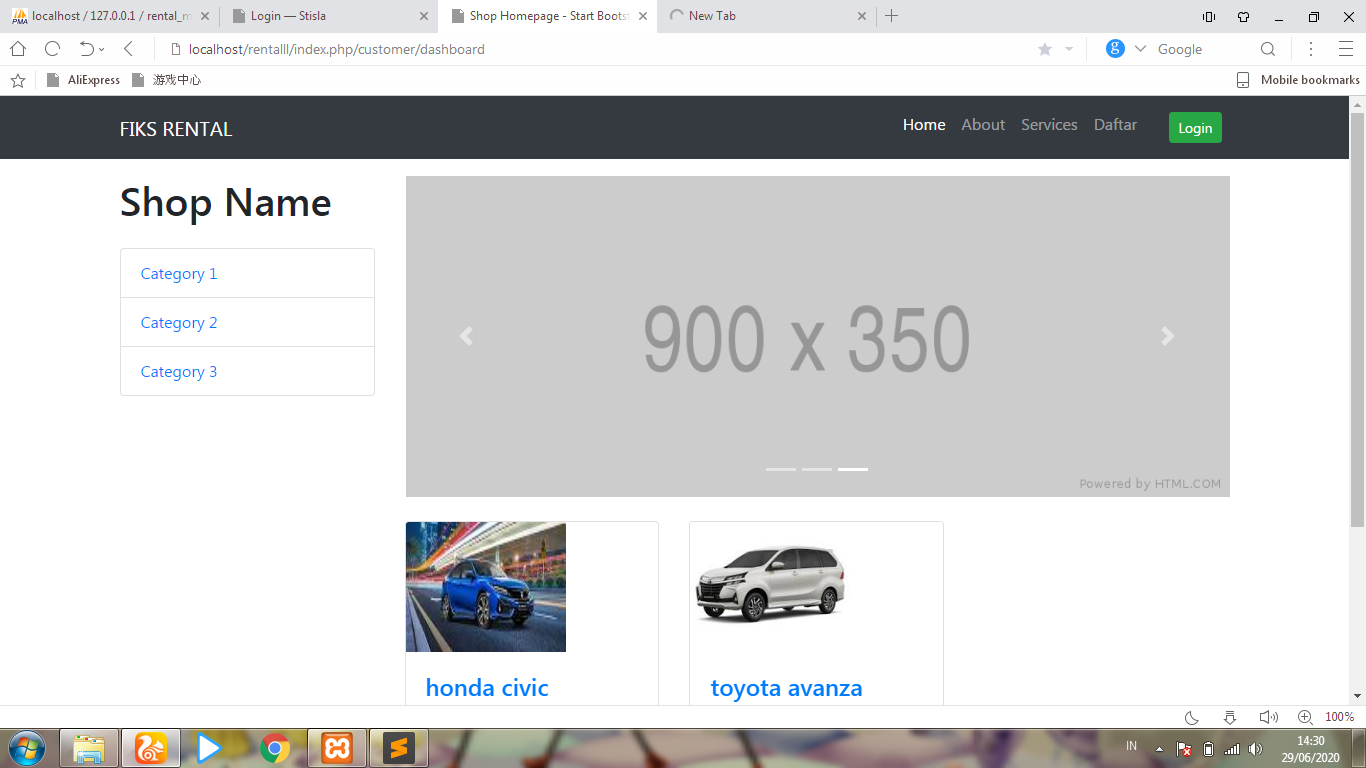 localhost / 127.0.0.1 / rental_m
Login — Stisla
Shop Homepage - Start Bootst
New Tab
localhost/rentalll/index.php/customer/dashboard
Google
AliExpress
游戏中心
Mobile bookmarks
FIKS RENTAL
Home
About
Services
Daftar
Login
Shop Name
Category 1
Category 2
Category 3
900 x 350
Powered by HTML.COM
honda civic
toyota avanza
100%
IN
14:30
29/06/2020